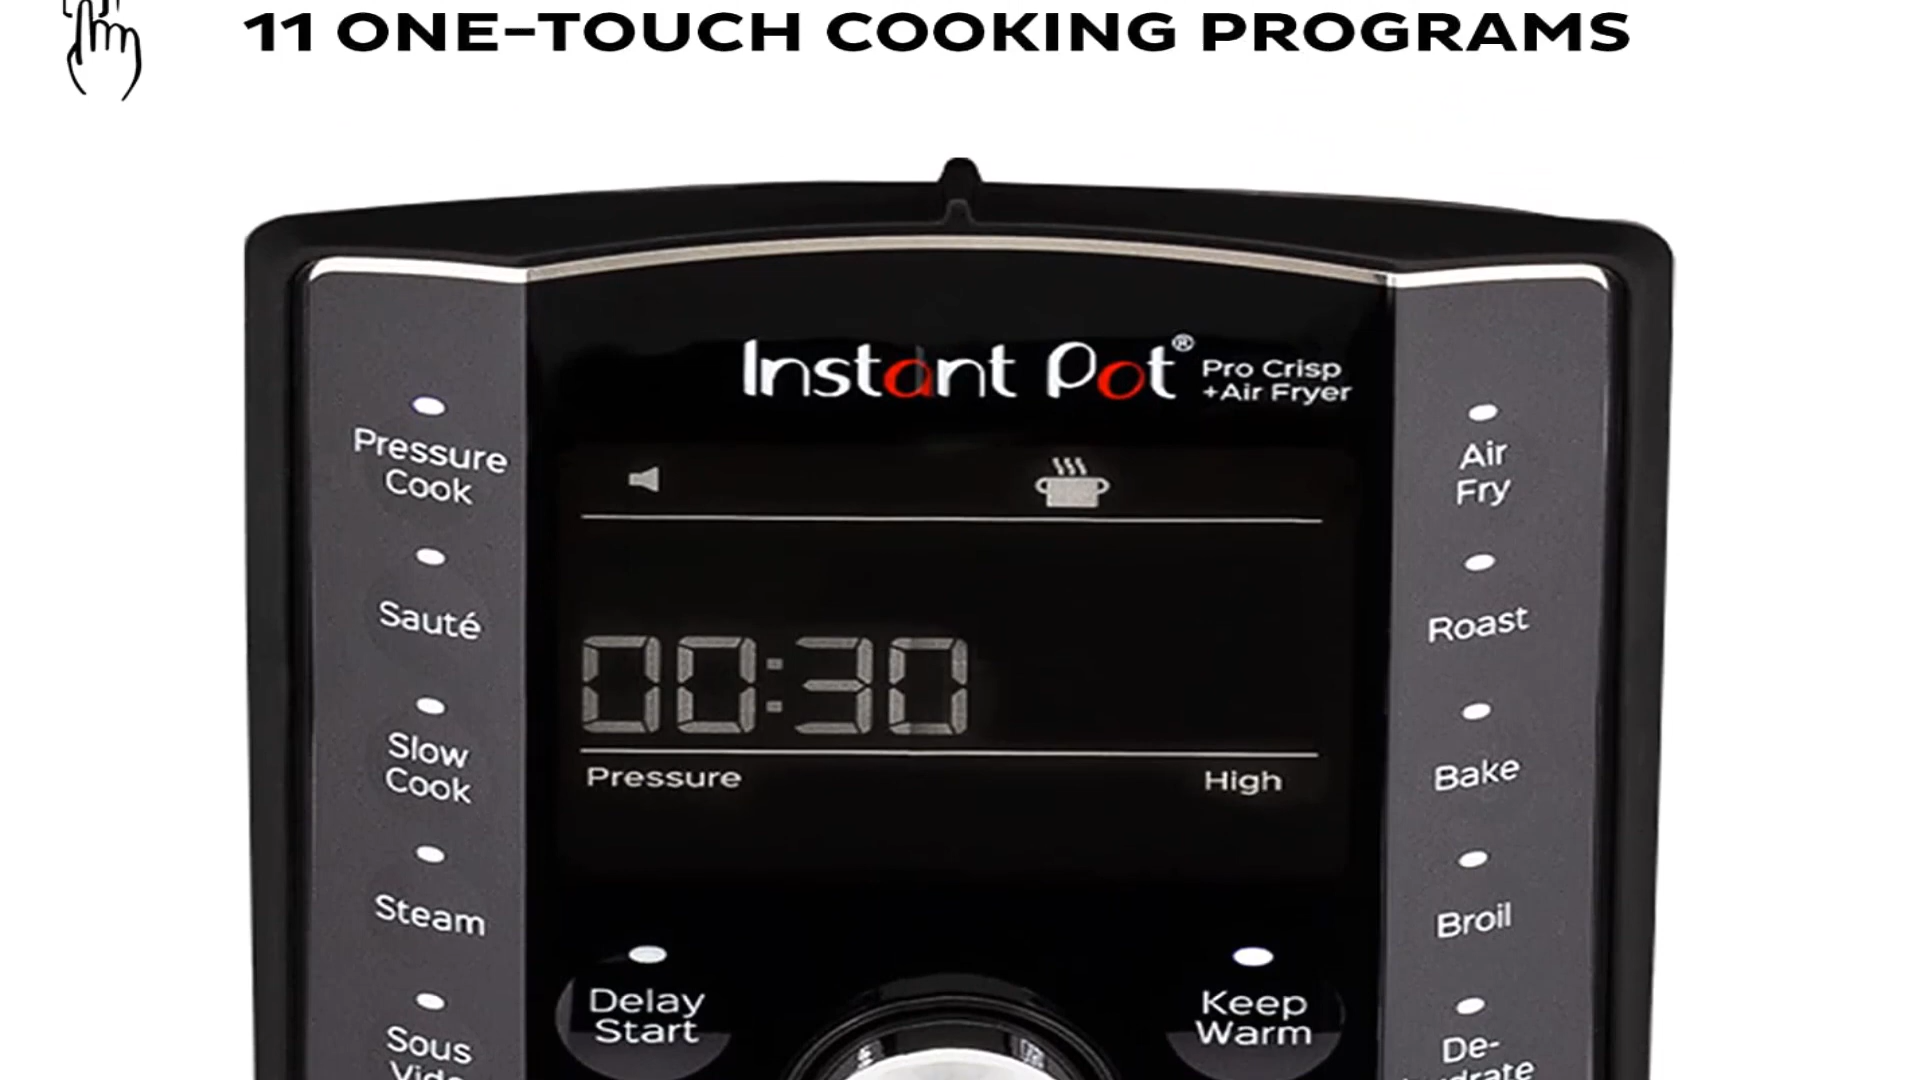 11 ONE-TOUCH COOKING PROGRAMS
Instant Pot® Pro Crisp
+Air Fryer
Pressure
Cook
Sauté
Slow
Cook
Steam
Sous
00:30
Pressure High
Delay
Start
Keep
Warm
Air
Fry
Roast
Bake
Broil
De-